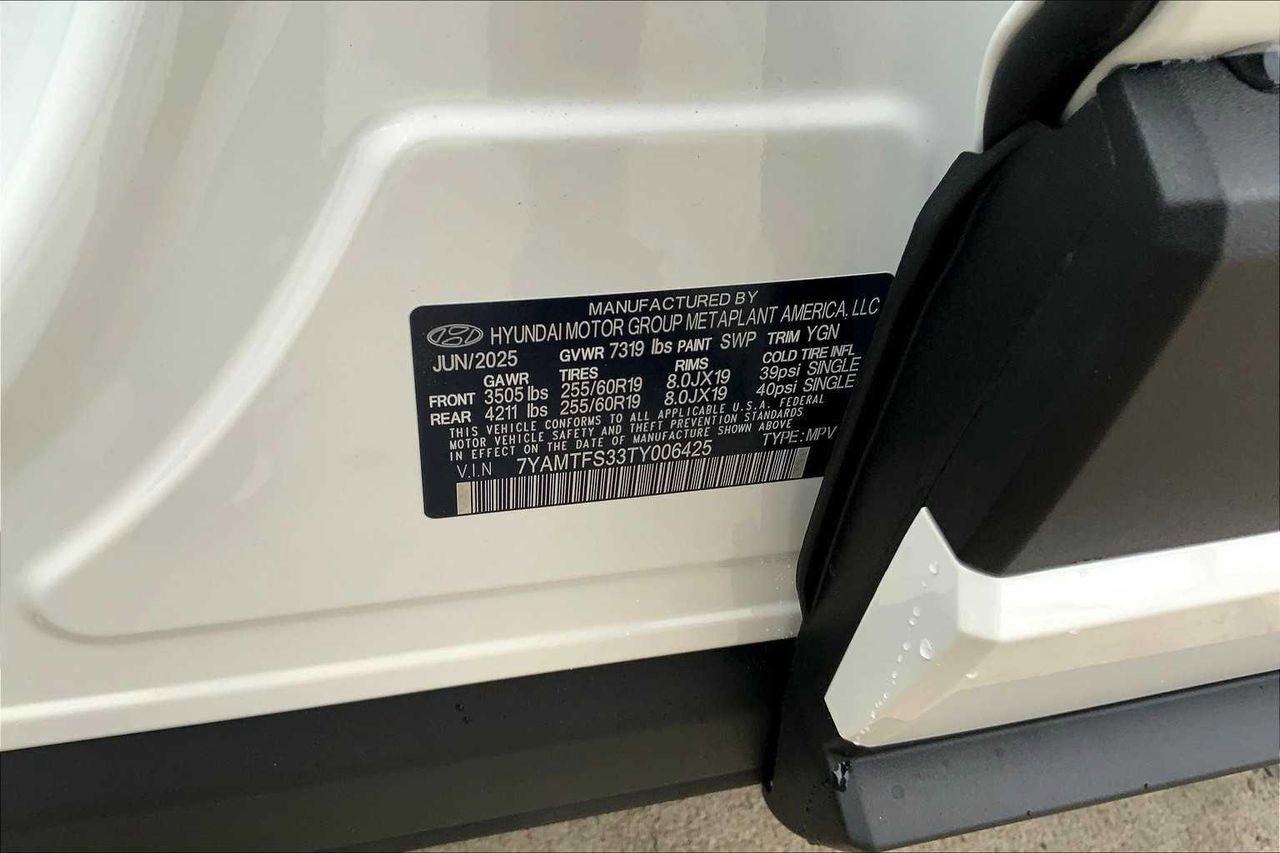 MANUFACTURED BY
HYUNDAI MOTOR GROUP METAPLANT AMERICA, LLC
JUN/2025 GVWR 7319 lbs PAINT SWP TRIM YGN
GAWR TIRES RIMS COLD TIRE INFL
FRONT 3505 lbs 255/60R19 8.0JX19 39psi SINGLE
REAR 4211 lbs 255/60R19 8.0JX19 40psi SINGLE
THIS VEHICLE CONFORMS TO ALL APPLICABLE U.S.A. FEDERAL
MOTOR VEHICLE SAFETY AND THEFT PREVENTION STANDARDS
IN EFFECT ON THE DATE OF MANUFACTURE SHOWN ABOVE
V.I.N 7YAMTFS33TY006425 TYPE: MPV